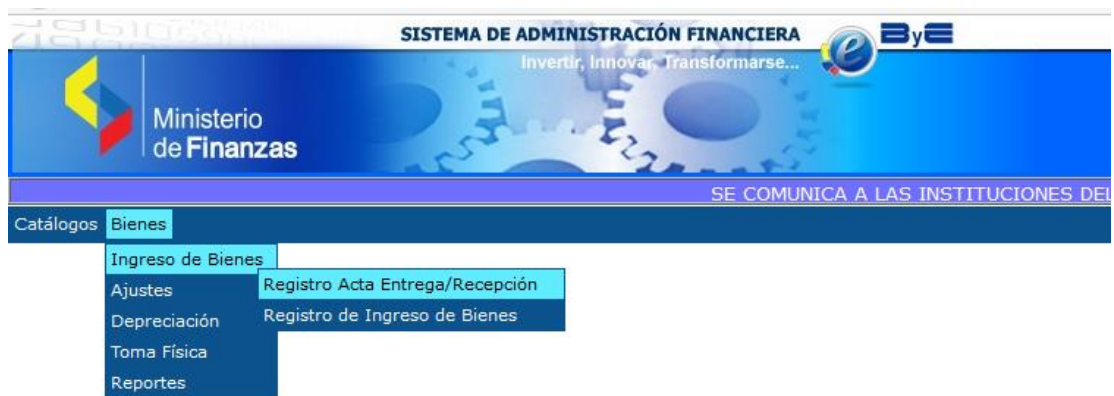 SISTEMA DE ADMINISTRACIÓN FINANCIERA
e ByE
Invertir, Innovar, Transformarse...
Ministerio
de Finanzas
SE COMUNICA A LAS INSTITUCIONES DEL
Catálogos Bienes
Ingreso de Bienes
Registro Acta Entrega/Recepción
Ajustes
Registro de Ingreso de Bienes
Depreciación
Toma Física
Reportes